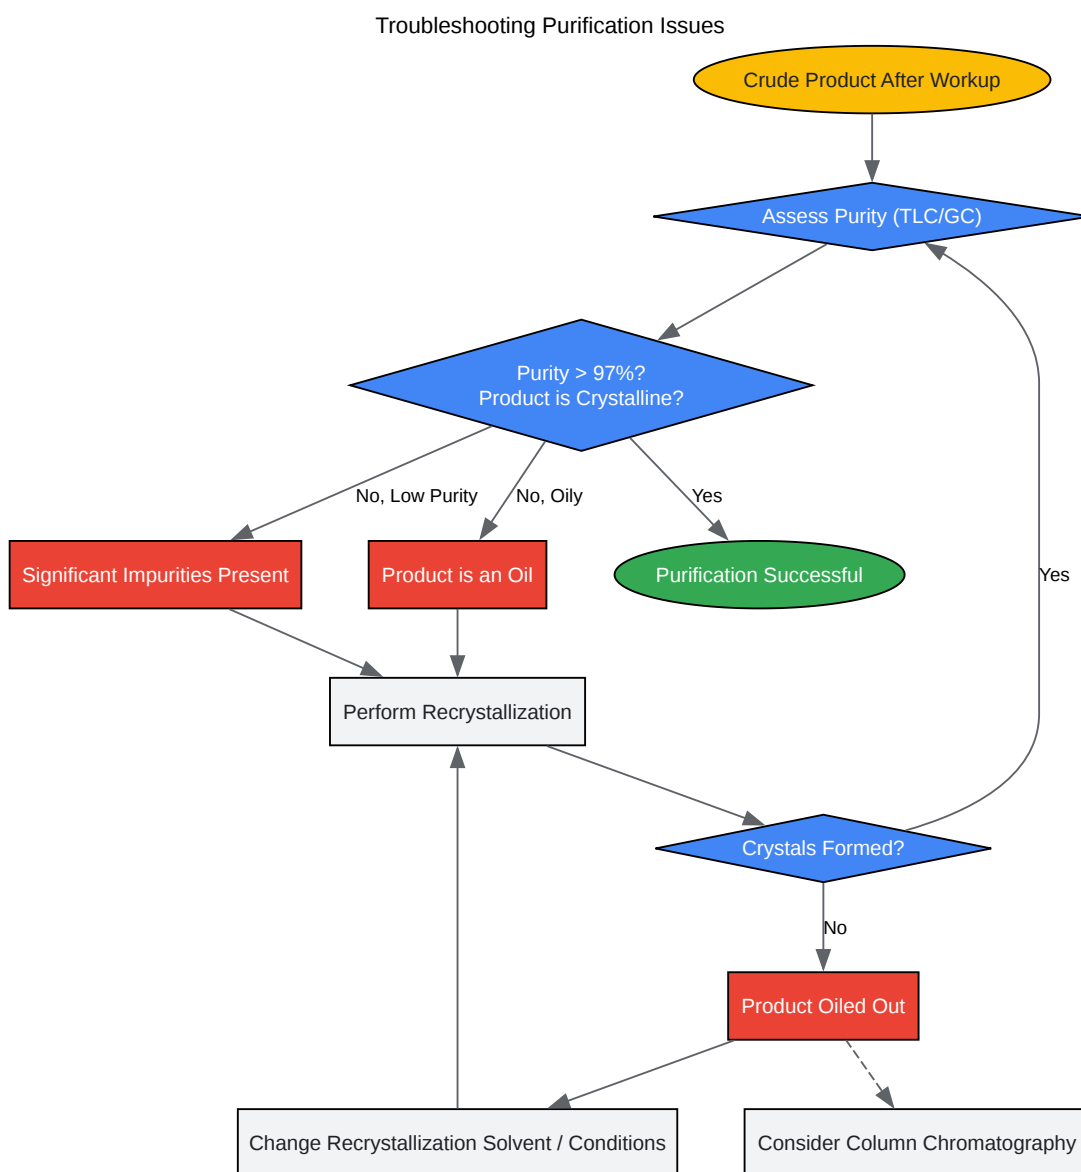 Troubleshooting Purification Issues
Crude Product After Workup
Assess Purity (TLC/GC)
Purity > 97%?
Product is Crystalline?
No, Low Purity
No, Oily
Yes
Significant Impurities Present
Product is an Oil
Purification Successful
Yes
Perform Recrystallization
Crystals Formed?
No
Product Oiled Out
Change Recrystallization Solvent / Conditions
Consider Column Chromatography